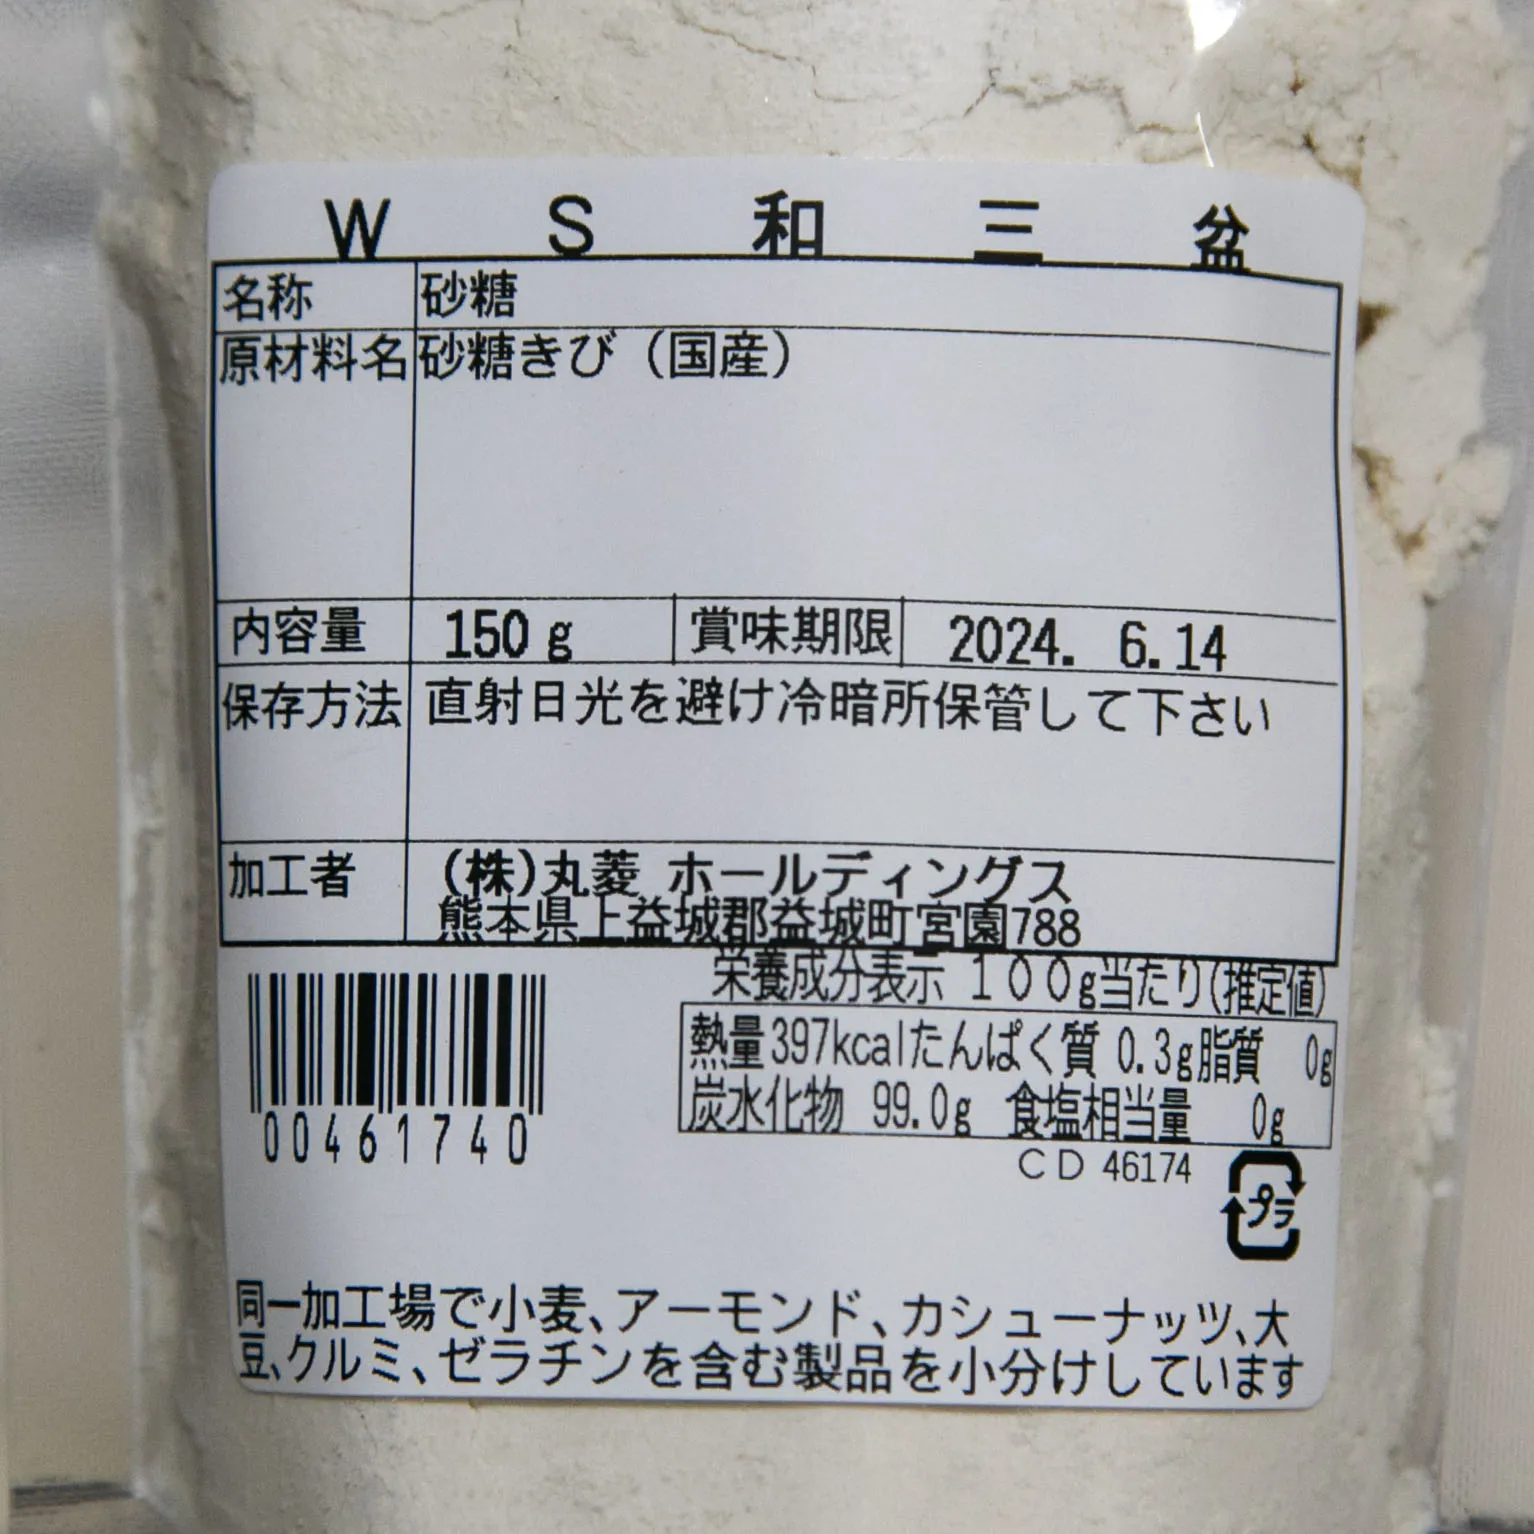 WS和三盆
名称 砂糖
原材料名 砂糖きび（国産）
内容量 150g 賞味期限 2024. 6.14
保存方法 直射日光を避け冷暗所保管して下さい
加工者 (株)丸菱 ホールディングス
熊本県上益城郡益城町宮園788
栄養成分表示 100g当たり(推定値)
熱量397kcalたんぱく質 0.3g脂質 0g
炭水化物 99.0g 食塩相当量 0g
00461740
CD 46174
プラ
同一加工場で小麦、アーモンド、カシューナッツ、大
豆、クルミ、ゼラチンを含む製品を小分けしています